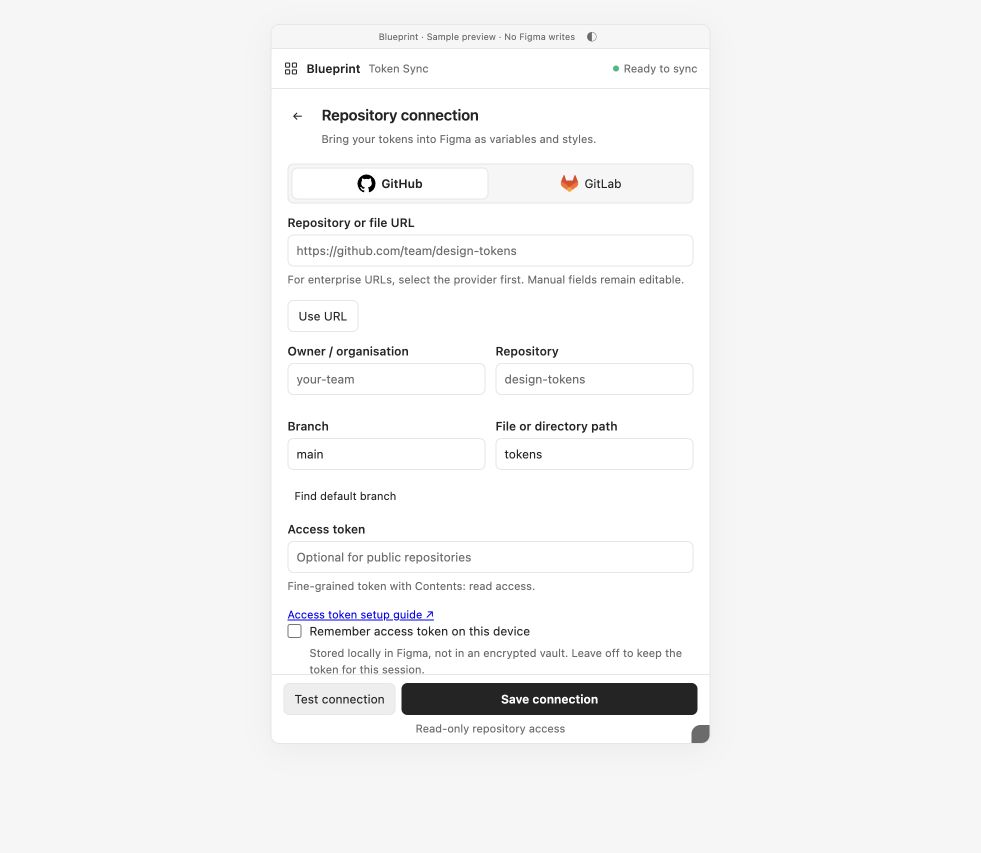 Blueprint · Sample preview · No Figma writes
Blueprint Token Sync
Ready to sync
Repository connection
Bring your tokens into Figma as variables and styles.
GitHub
GitLab
Repository or file URL
https://github.com/team/design-tokens
For enterprise URLs, select the provider first. Manual fields remain editable.
Use URL
Owner / organisation
Repository
your-team
design-tokens
Branch
File or directory path
main
tokens
Find default branch
Access token
Optional for public repositories
Fine-grained token with Contents: read access.
Access token setup guide ↗
Remember access token on this device
Stored locally in Figma, not in an encrypted vault. Leave off to keep the
token for this session.
Test connection
Save connection
Read-only repository access